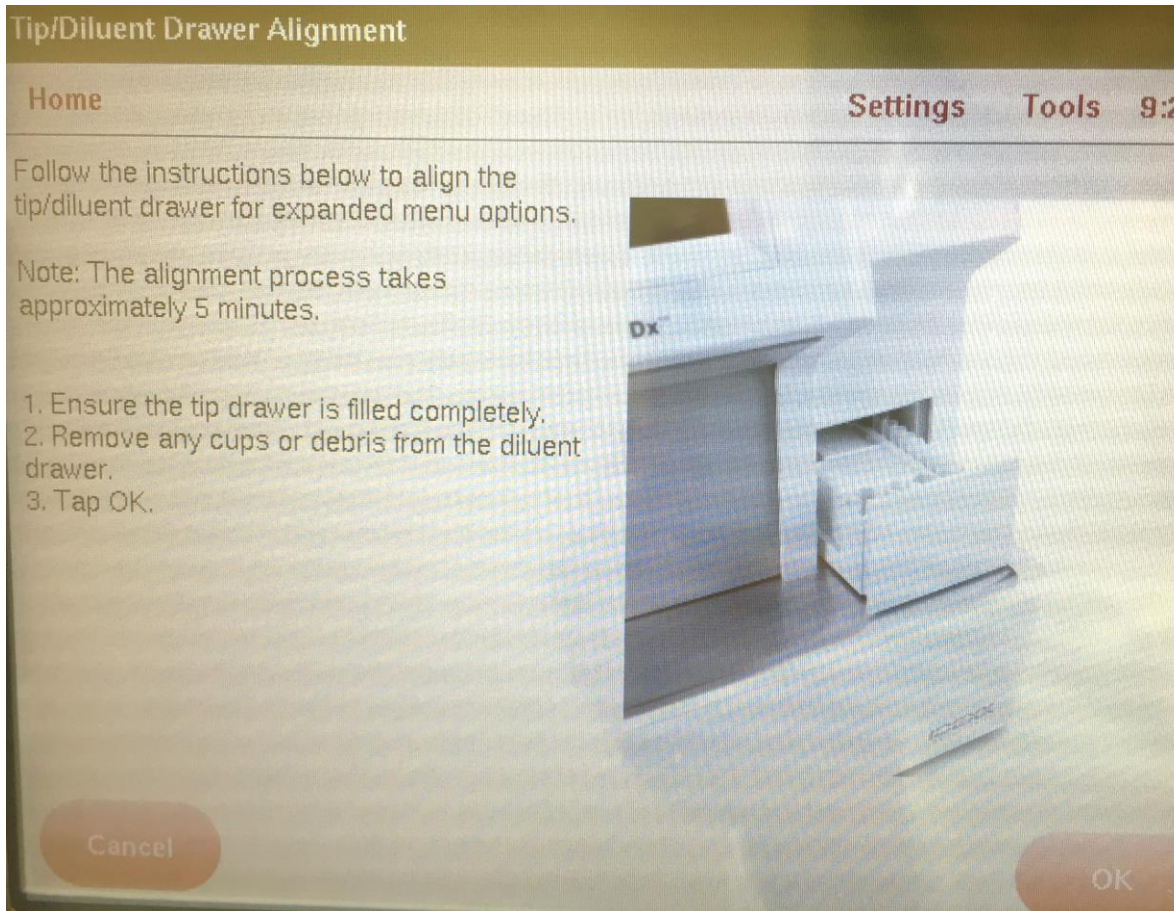 Tip/Diluent Drawer Alignment
Home
Settings Tools
Follow the instructions below to align the
tip/diluent drawer for expanded menu options.
Note: The alignment process takes
approximately 5 minutes.
1. Ensure the tip drawer is filled completely.
2. Remove any cups or debris from the diluent
drawer.
3. Tap OK.
Dx
IDEXX
Cancel
OK